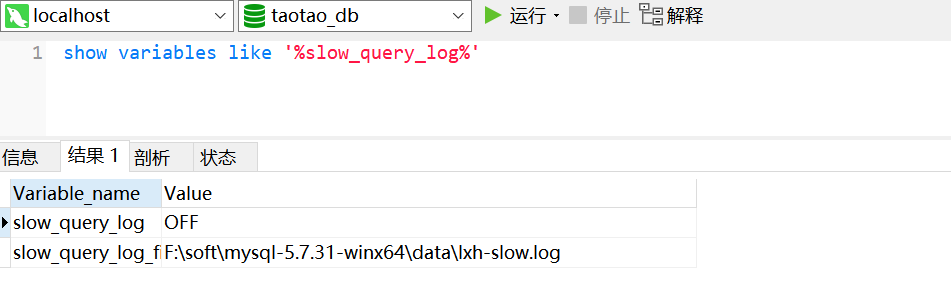 localhost taotao_db 运行 停止 解释
1 show variables like '%slow_query_log%'
信息 结果 1 剖析 状态
Variable_name Value
slow_query_log OFF
slow_query_log_fi F:\soft\mysql-5.7.31-winx64\data\lxh-slow.log